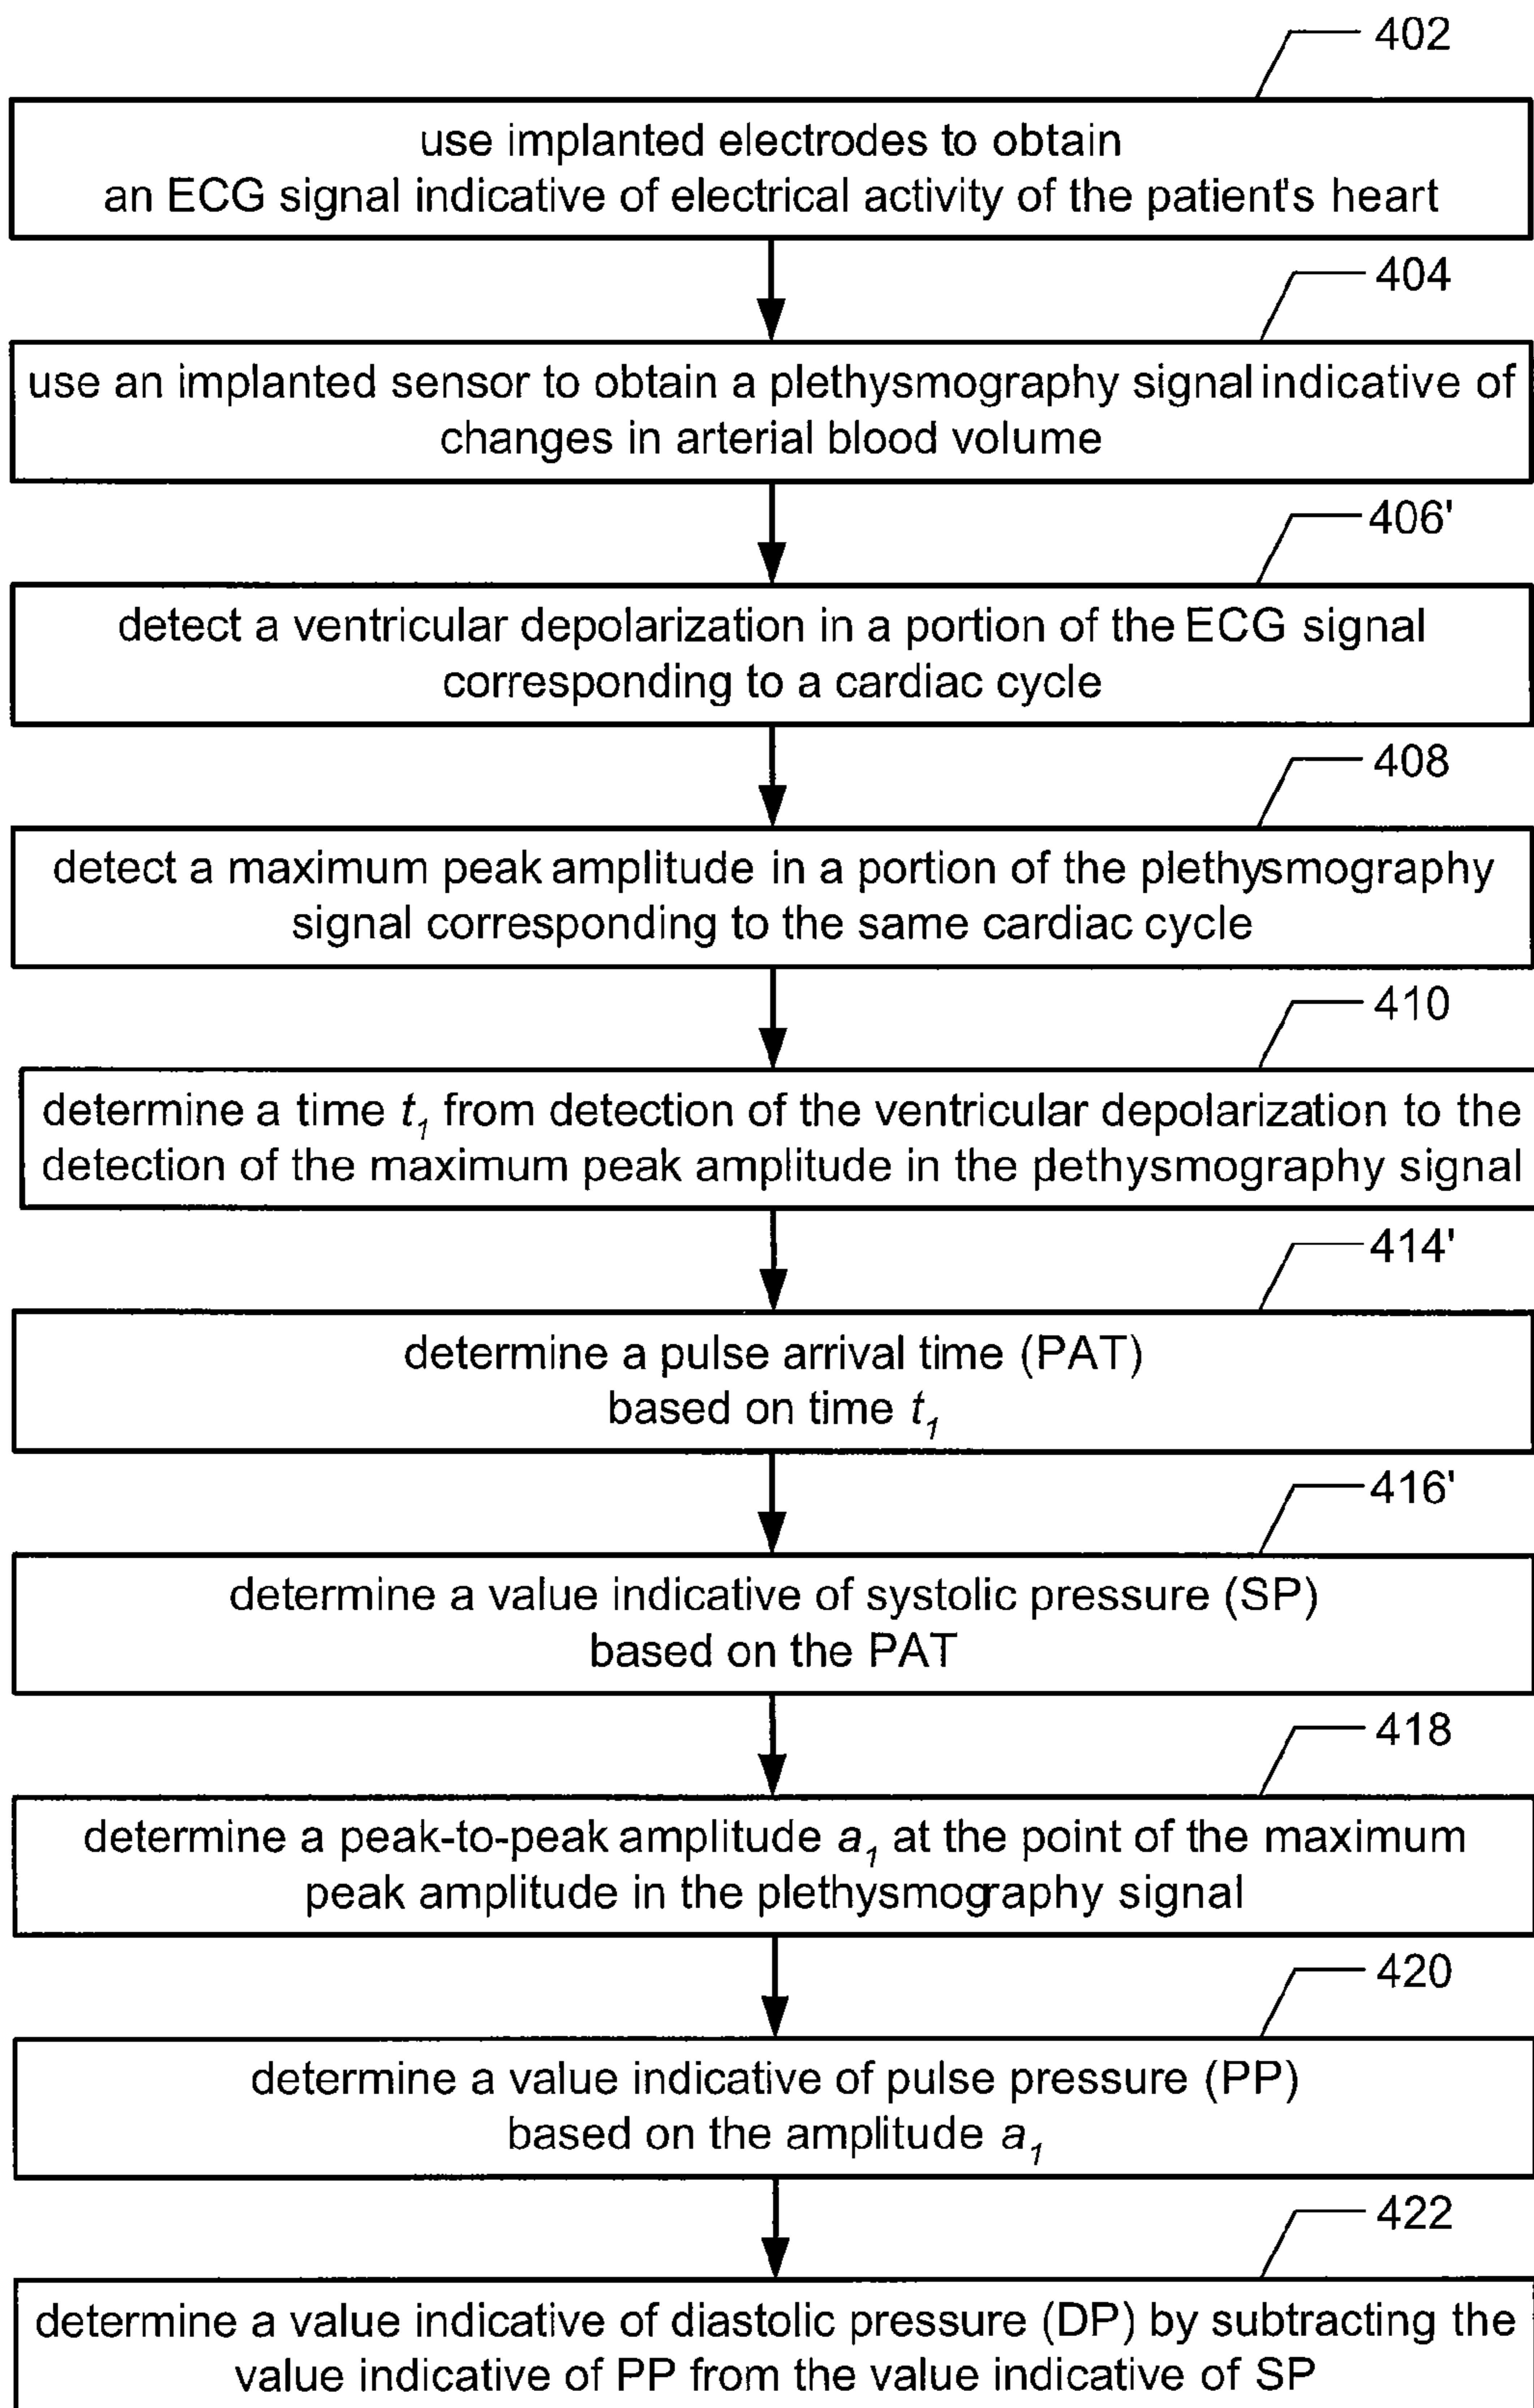 402
use implanted electrodes to obtain
an ECG signal indicative of electrical activity of the patient's heart
404
use an implanted sensor to obtain a plethysmography signal indicative of
changes in arterial blood volume
406'
detect a ventricular depolarization in a portion of the ECG signal
corresponding to a cardiac cycle
408
detect a maximum peak amplitude in a portion of the plethysmography
signal corresponding to the same cardiac cycle
410
determine a time t₁ from detection of the ventricular depolarization to the
detection of the maximum peak amplitude in the pethysmography signal
414'
determine a pulse arrival time (PAT)
based on time t₁
416'
determine a value indicative of systolic pressure (SP)
based on the PAT
418
determine a peak-to-peak amplitude a₁ at the point of the maximum
peak amplitude in the plethysmography signal
420
determine a value indicative of pulse pressure (PP)
based on the amplitude a₁
422
determine a value indicative of diastolic pressure (DP) by subtracting the
value indicative of PP from the value indicative of SP